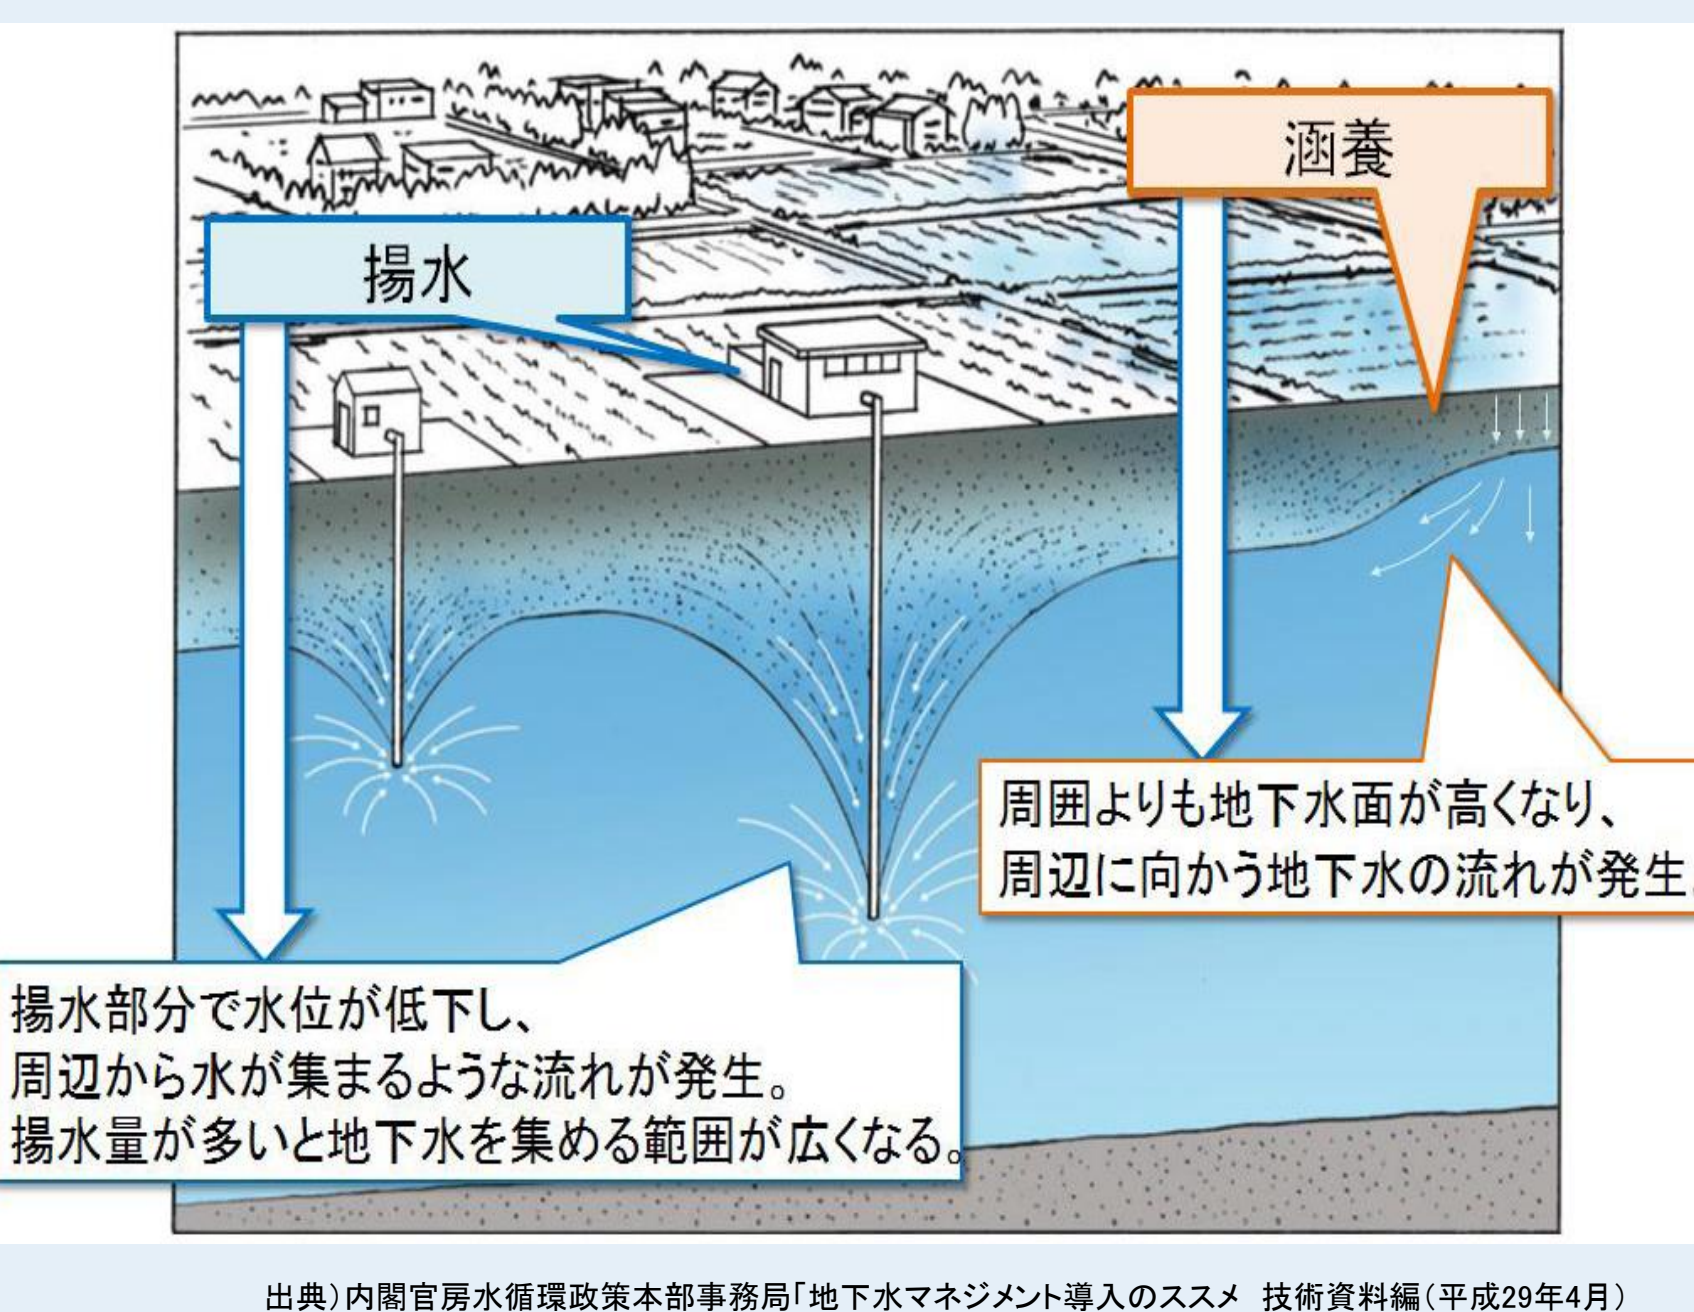 涵養
揚水
周囲よりも地下水面が高くなり、
周辺に向かう地下水の流れが発生。
揚水部分で水位が低下し、
周辺から水が集まるような流れが発生。
揚水量が多いと地下水を集める範囲が広くなる。
出典）内閣官房水循環政策本部事務局「地下水マネジメント導入のススメ 技術資料編（平成29年4月）